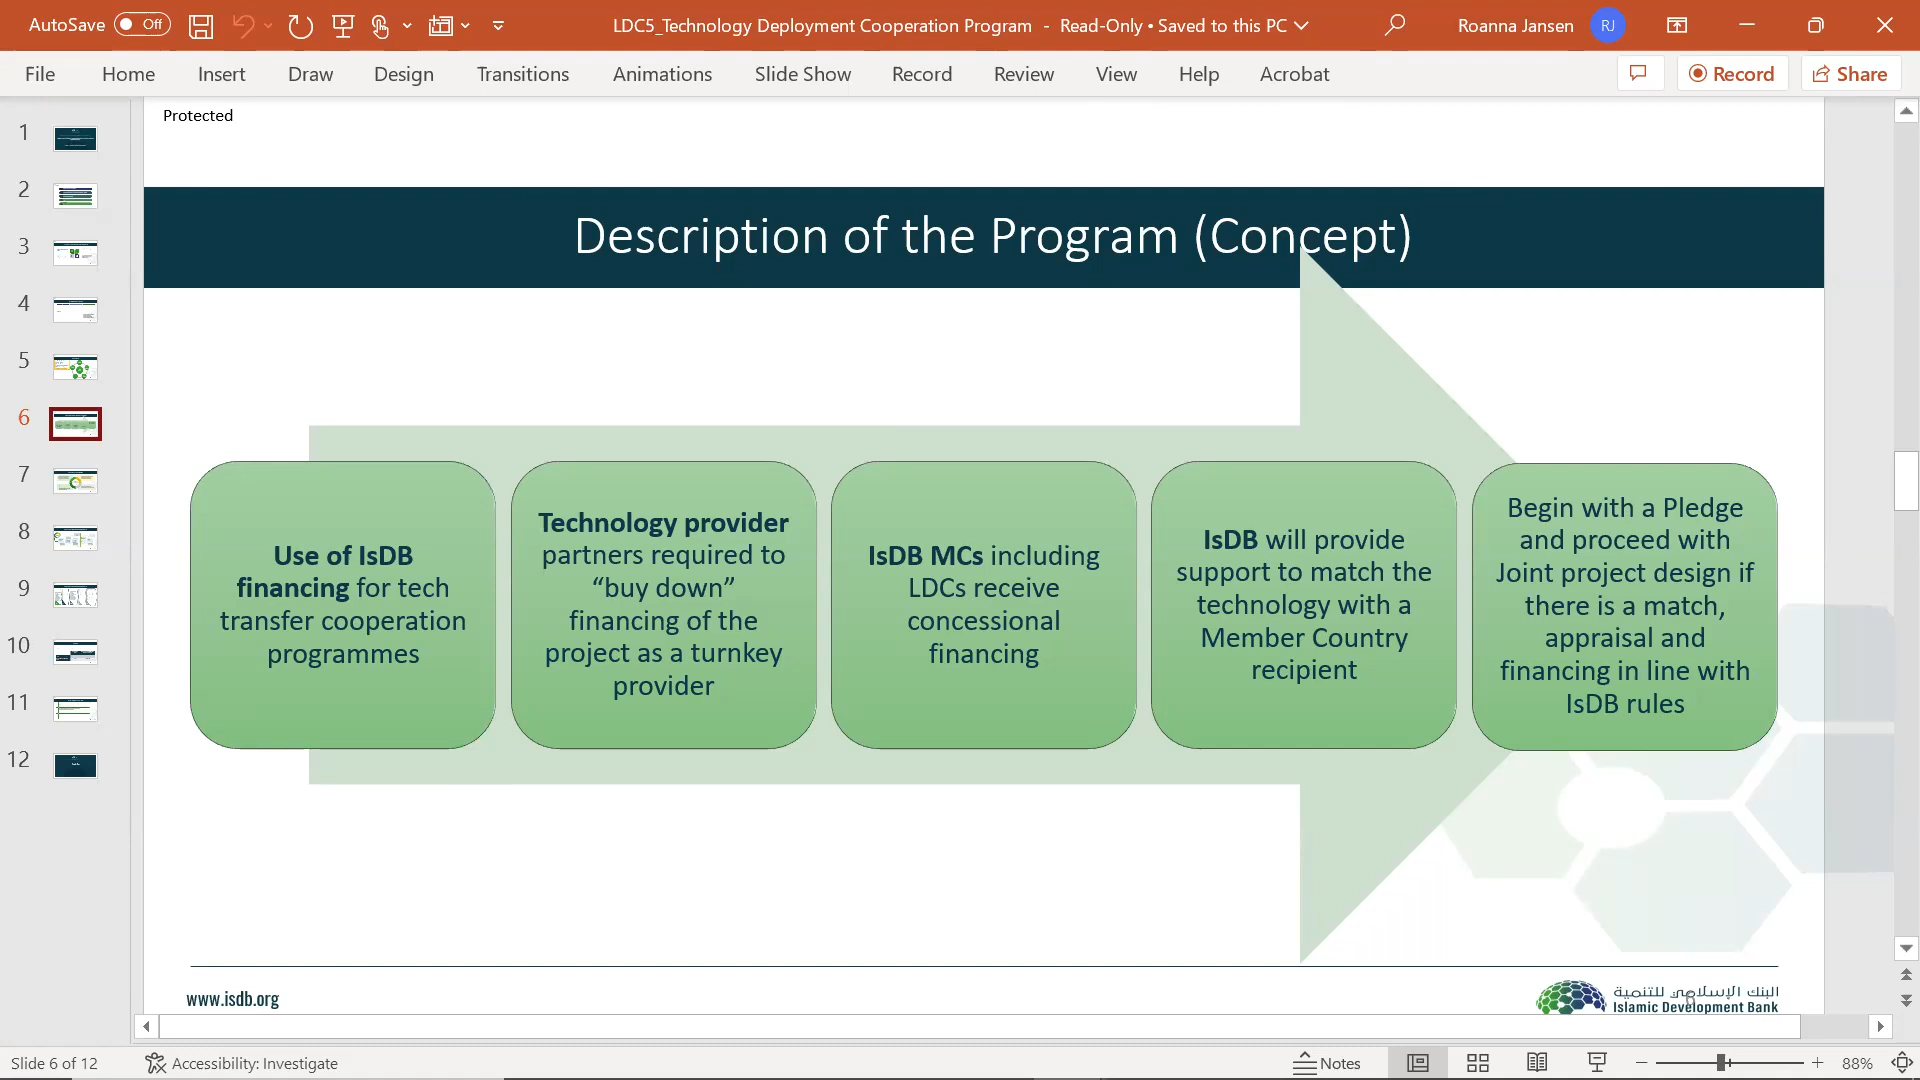 AutoSave Off
LDC5_Technology Deployment Cooperation Program - Read-Only • Saved to this PC
Roanna Jansen RJ
File Home Insert Draw Design Transitions Animations Slide Show Record Review View Help Acrobat Record Share
Protected
1
2
3
4
5
6
7
8
9
10
11
12
Description of the Program (Concept)
Use of IsDB
financing for tech
transfer cooperation
programmes
Technology provider
partners required to
“buy down”
financing of the
project as a turnkey
provider
IsDB MCs including
LDCs receive
concessional
financing
IsDB will provide
support to match the
technology with a
Member Country
recipient
Begin with a Pledge
and proceed with
Joint project design if
there is a match,
appraisal and
financing in line with
IsDB rules
www.isdb.org
البنك الإسلامي للتنمية
6
Islamic Development Bank
Slide 6 of 12 Accessibility: Investigate Notes 88%